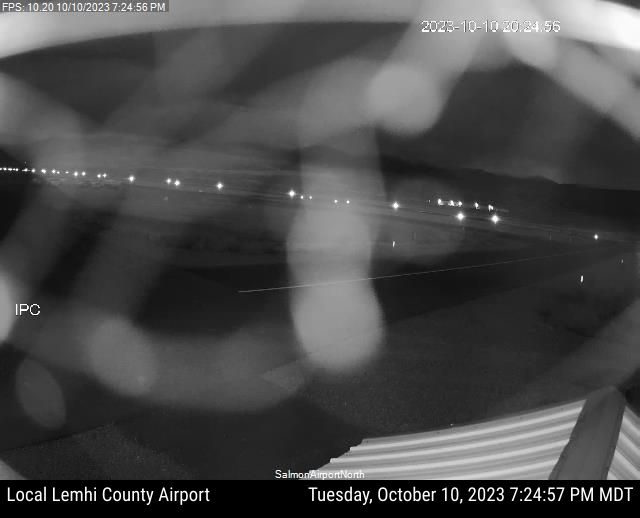 FPS: 10.20 10/10/2023 7:24:56 PM
2023-10-10 20:24:56
IPC
SalmonAirportNorth
Local Lemhi County Airport Tuesday, October 10, 2023 7:24:57 PM MDT